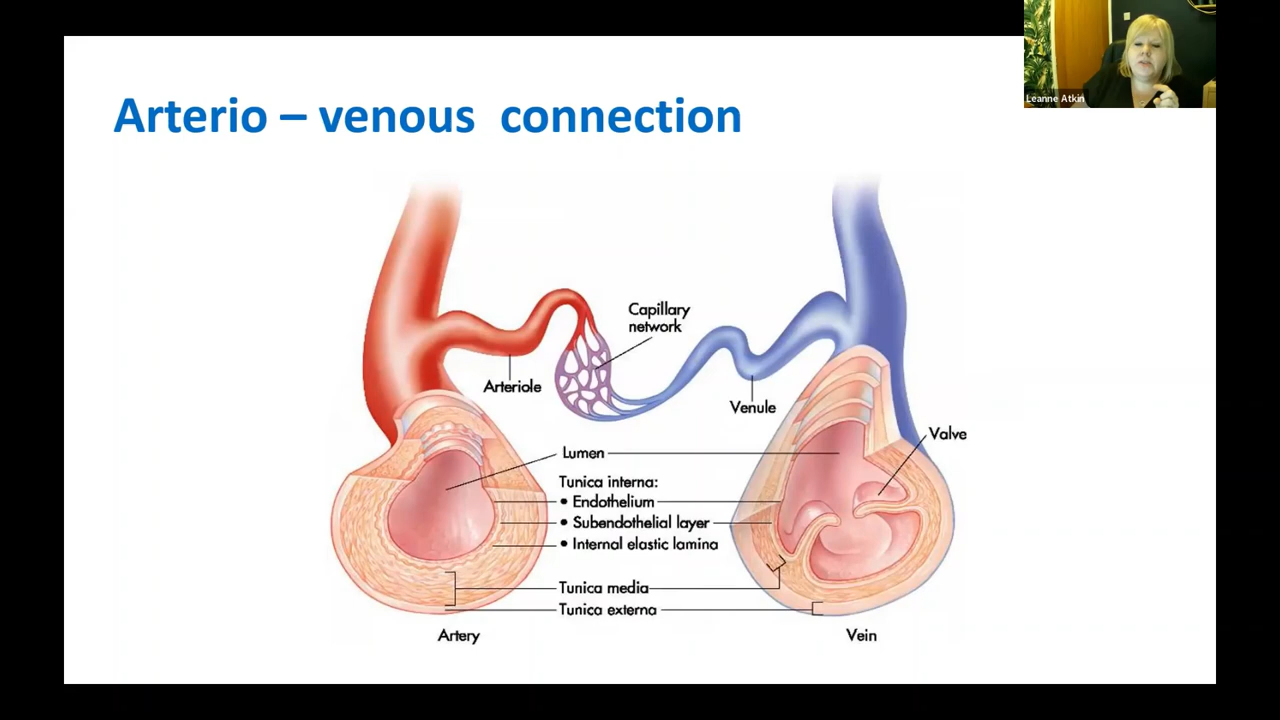 Leanne Atkin
Arterio – venous  connection
Capillary
network
Arteriole
Venule
Valve
Lumen
Tunica interna:
• Endothelium
• Subendothelial layer
• Internal elastic lamina
Tunica media
Tunica externa
Artery
Vein